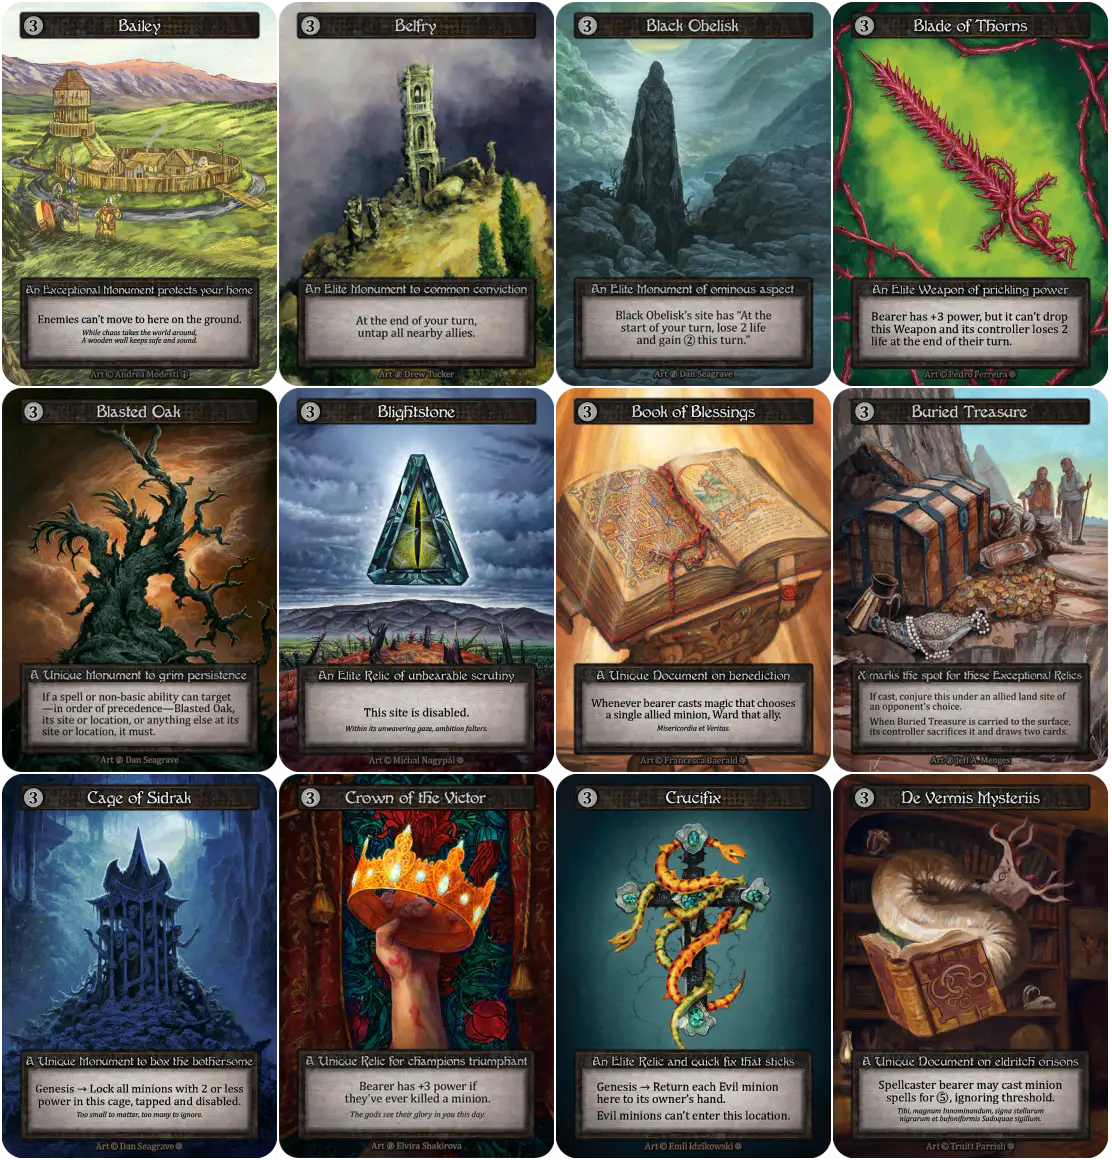 3 Bailey
An Exceptional Monument protects your home
Enemies can't move to here on the ground.
While chaos takes the world around,
A wooden wall keeps safe and sound.
Art © Andrea Modesti
3 Belfry
An Elite Monument to common conviction
At the end of your turn,
untap all nearby allies.
Art @ Drew Tucker
3 Black Obelisk
An Elite Monument of ominous aspect
Black Obelisk's site has "At the
start of your turn, lose 2 life
and gain ② this turn."
Art @ Dan Seagrave
3 Blade of Thorns
An Elite Weapon of prickling power
Bearer has +3 power, but it can't drop
this Weapon and its controller loses 2
life at the end of their turn.
Art © Pedro Ferreira
3 Blasted Oak
A Unique Monument to grim persistence
If a spell or non-basic ability can target
—in order of precedence—Blasted Oak,
its site or location, or anything else at its
site or location, it must.
Art @ Dan Seagrave
3 Blightstone
An Elite Relic of unbearable scrutiny
This site is disabled.
Within its unwavering gaze, ambition falters.
Art © Michal Nagypál
3 Book of Blessings
A Unique Document on benediction
Whenever bearer casts magic that chooses
a single allied minion, Ward that ally.
Misericordia et Veritas.
Art © Francesca Baerald
3 Buried Treasure
X marks the spot for these Exceptional Relics
If cast, conjure this under an allied land site of
an opponent's choice.
When Buried Treasure is carried to the surface,
its controller sacrifices it and draws two cards.
Art @ Jeff A. Menges
3 Cage of Sidrak
A Unique Monument to box the bothersome
Genesis → Lock all minions with 2 or less
power in this cage, tapped and disabled.
Too small to matter, too many to ignore.
Art © Dan Seagrave
3 Crown of the Victor
A Unique Relic for champions triumphant
Bearer has +3 power if
they've ever killed a minion.
The gods see their glory in you this day.
Art @ Elvira Shakirova
3 Crucifix
An Elite Relic and quick fix that sticks
Genesis → Return each Evil minion
here to its owner's hand.
Evil minions can't enter this location.
Art © Emil Idzikowski
3 De Vermis Mysteriis
A Unique Document on eldritch orisons
Spellcaster bearer may cast minion
spells for ⑤, ignoring threshold.
Tibi, magnum Innominandum, signa stellarum
nigrarum et bufoniformis Sadoquae sigillum.
Art © Truitt Parrish